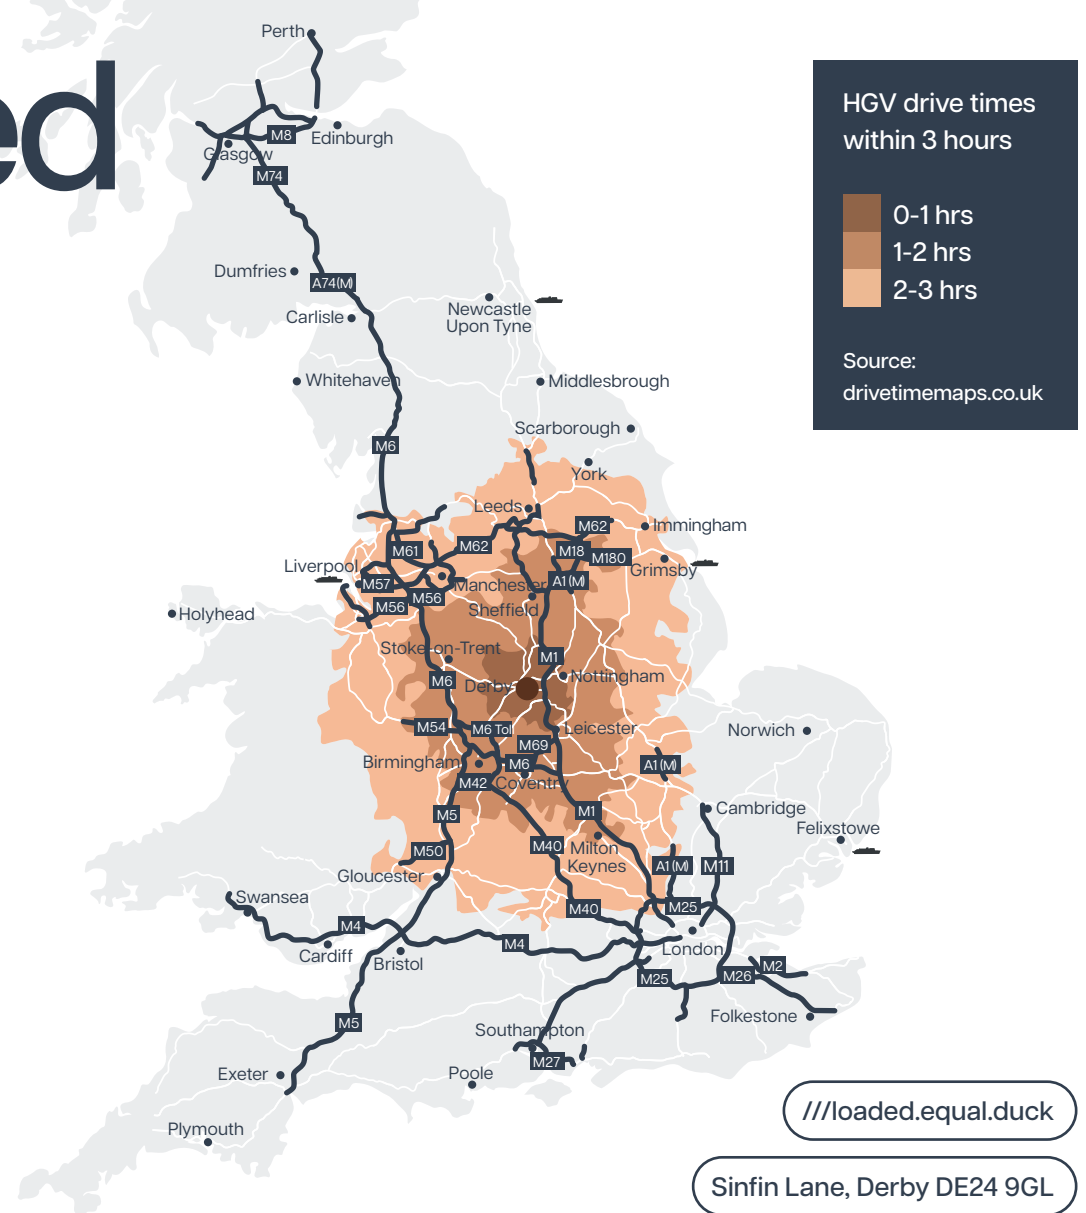 ed
HGV drive times
within 3 hours
0-1 hrs
1-2 hrs
2-3 hrs
Source:
drivetimemaps.co.uk
Perth
M8
Edinburgh
Glasgow
M74
Dumfries
A74(M)
Carlisle
Newcastle
Upon Tyne
Whitehaven
Middlesbrough
Scarborough
M6
York
Leeds
M62
Immingham
M61
M62
M18
M180
Liverpool
Grimsby
M57
Manchester
A1 (M)
M56
M56
Sheffield
Holyhead
Stoke-on-Trent
M1
M6
Derby
Nottingham
M54
M6 Tol
Leicester
Norwich
M69
Birmingham
M6
A1 (M)
M42
Coventry
M5
M1
Cambridge
Felixstowe
M50
M40
Milton
Keynes
A1 (M)
M11
Gloucester
Swansea
M40
M25
M4
M4
London
Cardiff
Bristol
M25
M26
M2
M5
Southampton
Folkestone
M27
Exeter
Poole
Plymouth
///loaded.equal.duck
Sinfin Lane, Derby DE24 9GL